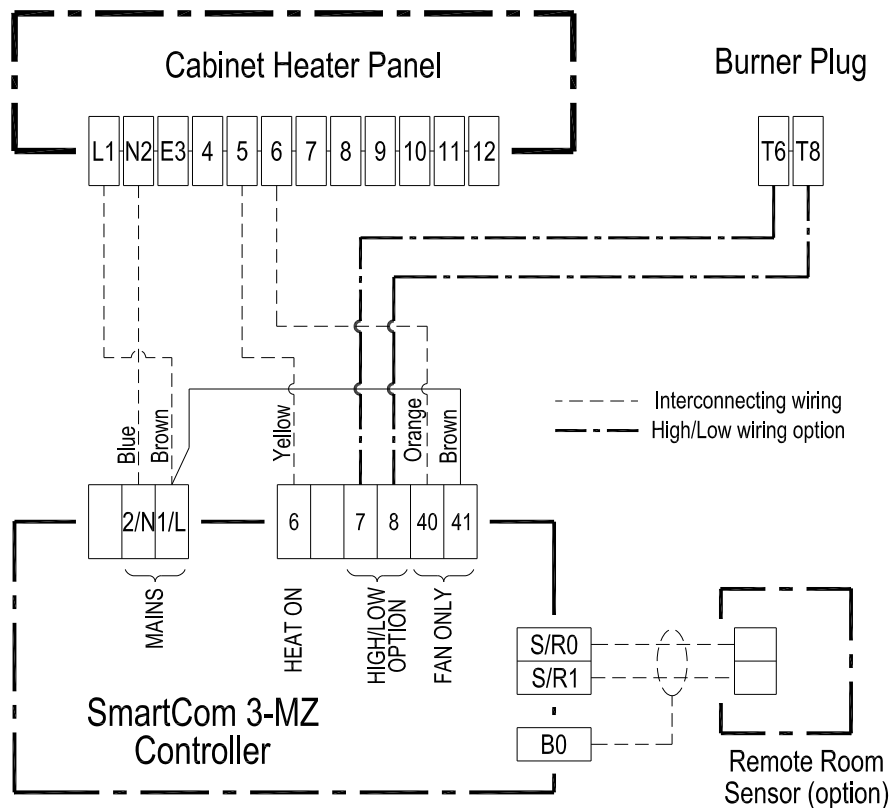 Cabinet Heater Panel
Burner Plug
L1 N2 E3 4 5 6 7 8 9 10 11 12
T6 T8
Interconnecting wiring
High/Low wiring option
Blue
Brown
Yellow
Orange
Brown
2/N 1/L
6 7 8 40 41
MAINS
HEAT ON
HIGH/LOW
OPTION
FAN ONLY
S/R0
S/R1
B0
SmartCom 3-MZ
Controller
Remote Room
Sensor (option)